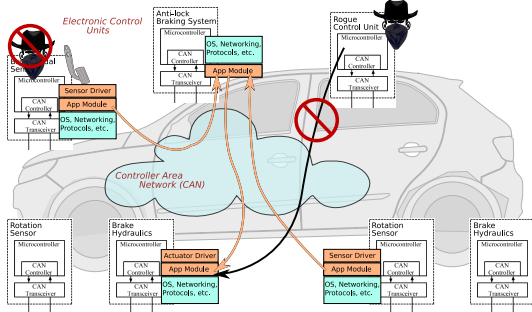 Electronic Control
Units
Anti-lock
Braking System
Microcontroller
CAN
Controller
CAN
Transceiver
OS, Networking,
Protocols, etc.
App Module
Rogue
Control Unit
Microcontroller
CAN
Controller
CAN
Transceiver
CAN
Controller
CAN
Transceiver
Sensor Driver
App Module
OS, Networking,
Protocols, etc.
Controller Area
Network (CAN)
Rotation
Sensor
Microcontroller
CAN
Controller
CAN
Transceiver
Brake
Hydraulics
Microcontroller
CAN
Controller
CAN
Transceiver
Actuator Driver
App Module
OS, Networking,
Protocols, etc.
Sensor Driver
App Module
OS, Networking,
Protocols, etc.
Rotation
Sensor
Microcontroller
CAN
Controller
CAN
Transceiver
Brake
Hydraulics
Microcontroller
CAN
Controller
CAN
Transceiver